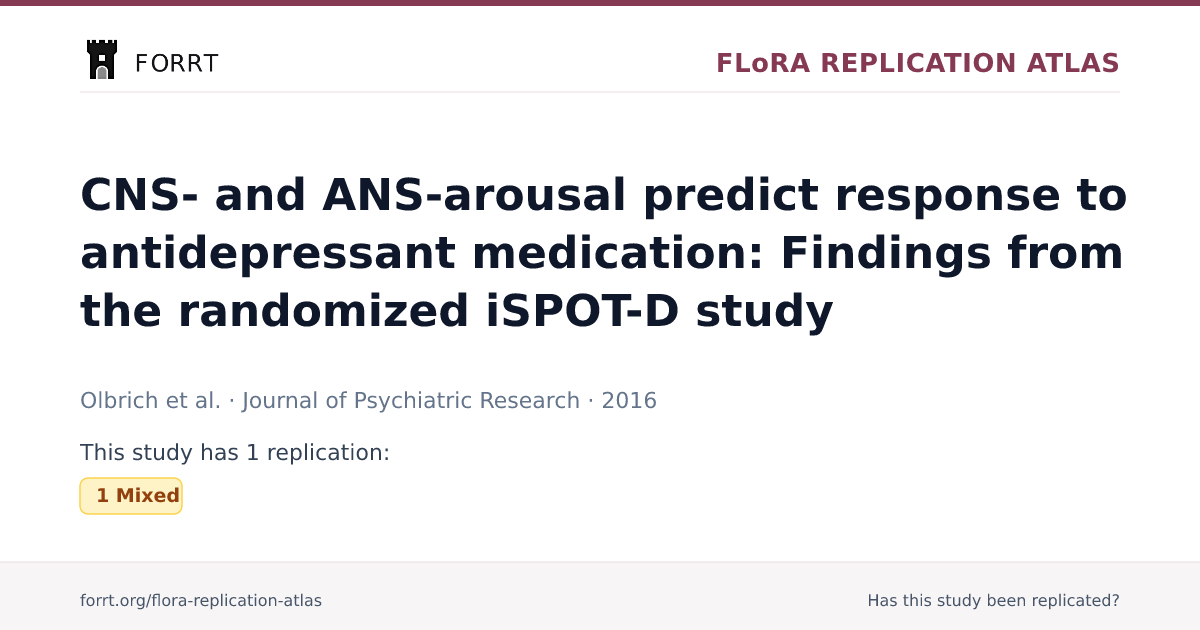 FORRT
FLoRA REPLICATION ATLAS
CNS- and ANS-arousal predict response to
antidepressant medication: Findings from
the randomized iSPOT-D study
Olbrich et al. · Journal of Psychiatric Research · 2016
This study has 1 replication:
1 Mixed
forrt.org/flora-replication-atlas
Has this study been replicated?